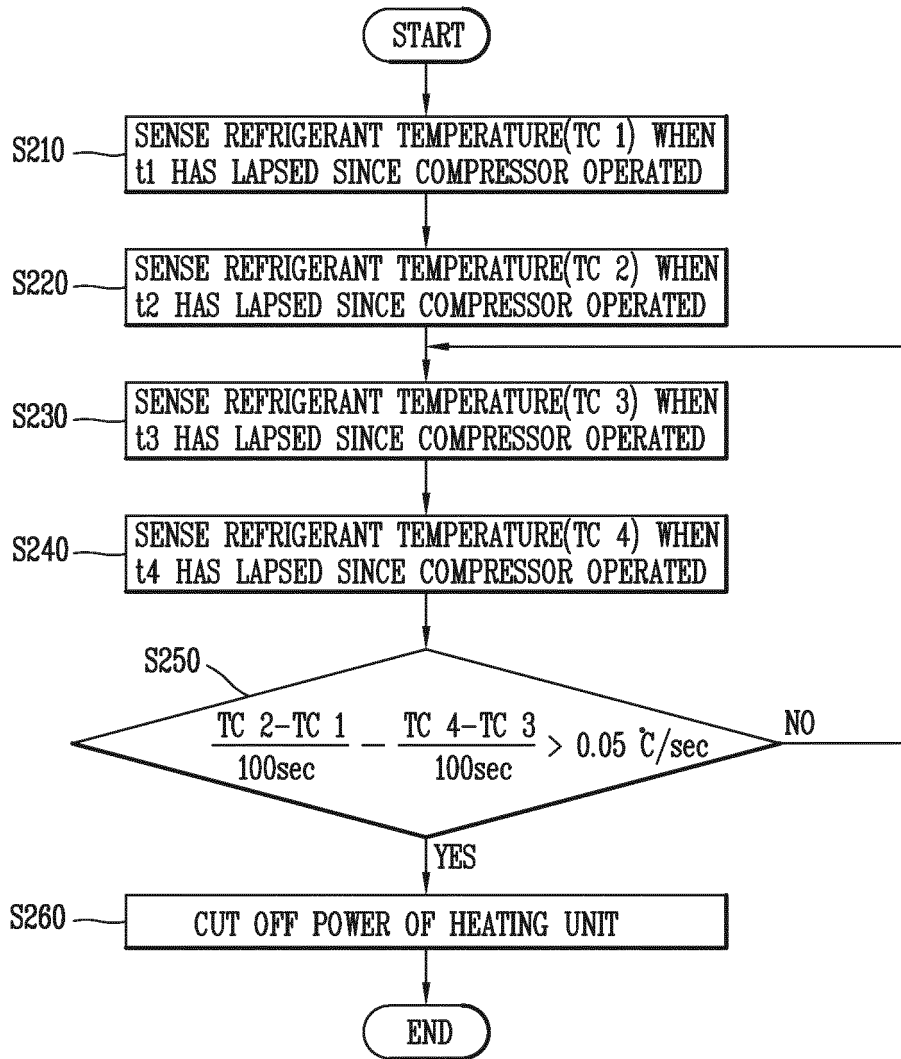 START
S210
SENSE REFRIGERANT TEMPERATURE(TC 1) WHEN
t1 HAS LAPSED SINCE COMPRESSOR OPERATED
S220
SENSE REFRIGERANT TEMPERATURE(TC 2) WHEN
t2 HAS LAPSED SINCE COMPRESSOR OPERATED
S230
SENSE REFRIGERANT TEMPERATURE(TC 3) WHEN
t3 HAS LAPSED SINCE COMPRESSOR OPERATED
S240
SENSE REFRIGERANT TEMPERATURE(TC 4) WHEN
t4 HAS LAPSED SINCE COMPRESSOR OPERATED
S250
TC 2-TC 1 / 100sec - TC 4-TC 3 / 100sec > 0.05 ℃/sec
NO
YES
S260
CUT OFF POWER OF HEATING UNIT
END